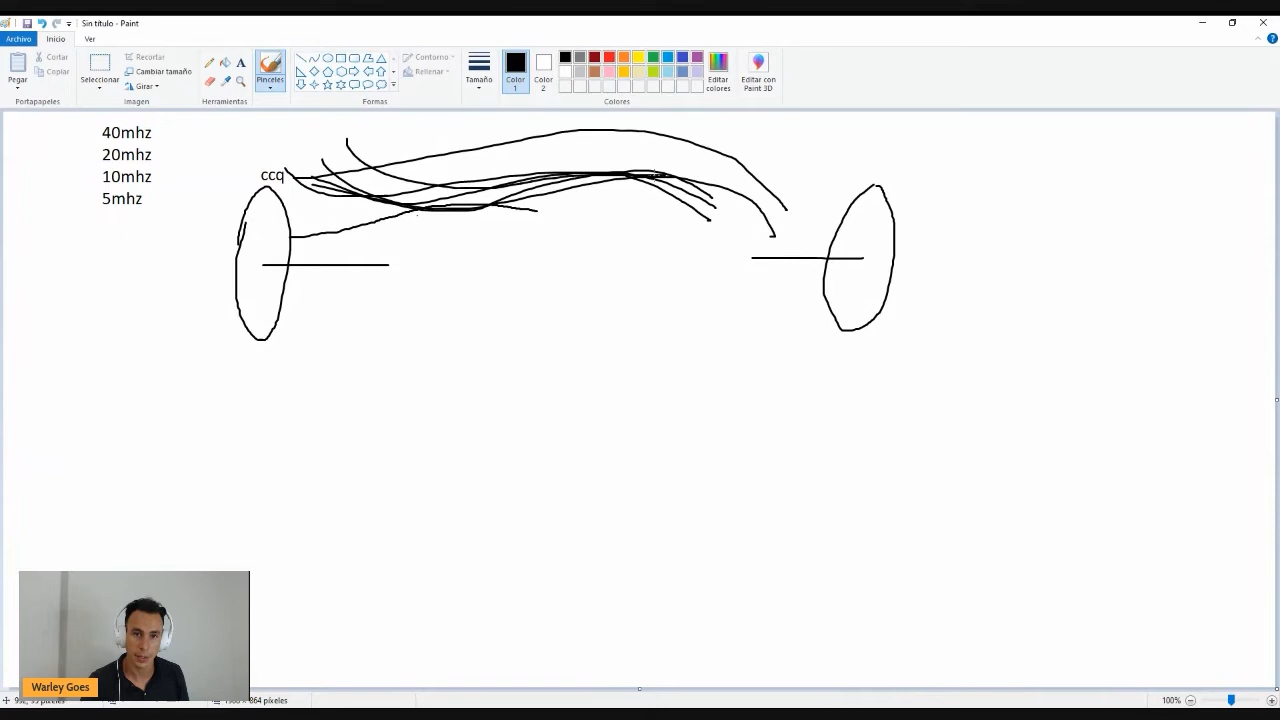 Sin título - Paint
Archivo
Inicio
Ver
Pegar
Cortar
Copiar
Portapapeles
Seleccionar
Recortar
Cambiar tamaño
Girar
Imagen
Herramientas
Pinceles
Contorno
Rellenar
Formas
Tamaño
Color 1
Color 2
Editar colores
Colores
Editar con Paint 3D
40mhz
20mhz
10mhz
5mhz
ccq
Warley Goes
100%